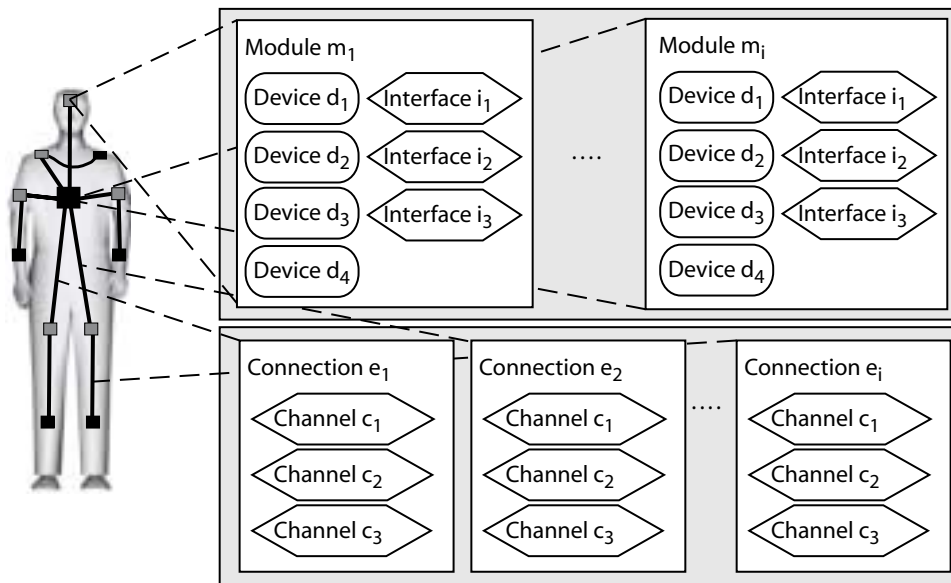 Module m₁
Device d₁ Interface i₁
Device d₂ Interface i₂
Device d₃ Interface i₃
Device d₄
....
Module mᵢ
Device d₁ Interface i₁
Device d₂ Interface i₂
Device d₃ Interface i₃
Device d₄
Connection e₁
Channel c₁
Channel c₂
Channel c₃
Connection e₂
Channel c₁
Channel c₂
Channel c₃
....
Connection eᵢ
Channel c₁
Channel c₂
Channel c₃